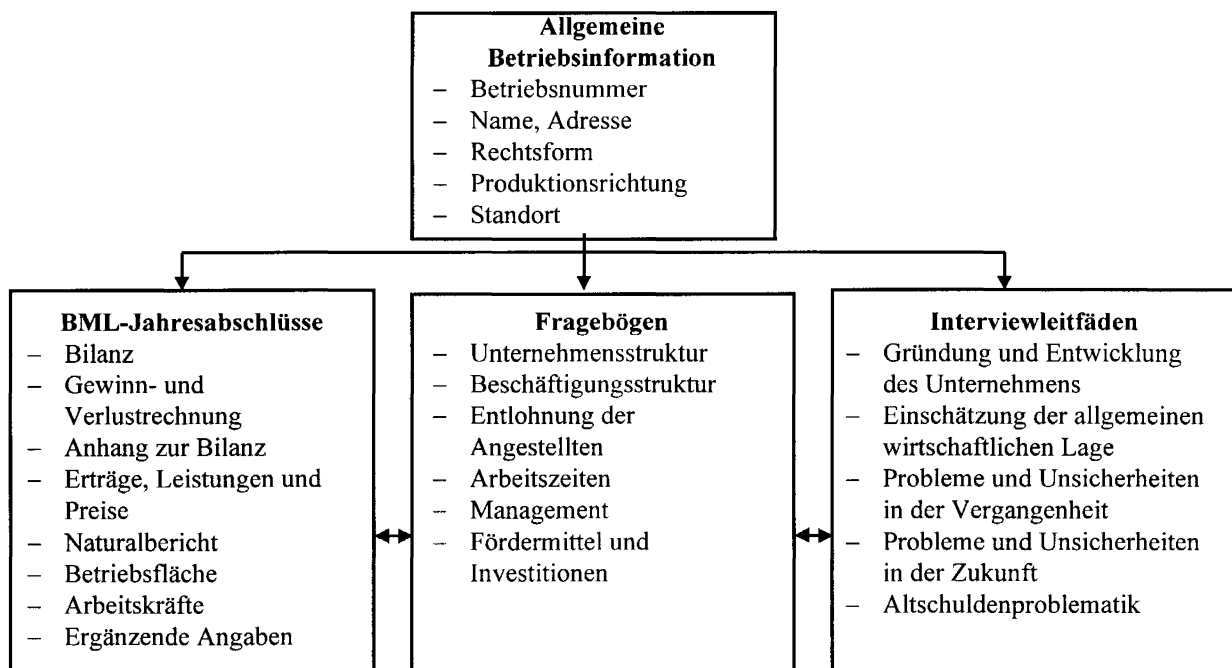 Allgemeine
Betriebsinformation
– Betriebsnummer
– Name, Adresse
– Rechtsform
– Produktionsrichtung
– Standort
BML-Jahresabschlüsse
– Bilanz
– Gewinn- und
Verlustrechnung
– Anhang zur Bilanz
– Erträge, Leistungen und
Preise
– Naturalbericht
– Betriebsfläche
– Arbeitskräfte
– Ergänzende Angaben
Fragebögen
– Unternehmensstruktur
– Beschäftigungsstruktur
– Entlohnung der
Angestellten
– Arbeitszeiten
– Management
– Fördermittel und
Investitionen
Interviewleitfäden
– Gründung und Entwicklung
des Unternehmens
– Einschätzung der allgemeinen
wirtschaftlichen Lage
– Probleme und Unsicherheiten
in der Vergangenheit
– Probleme und Unsicherheiten
in der Zukunft
– Altschuldenproblematik